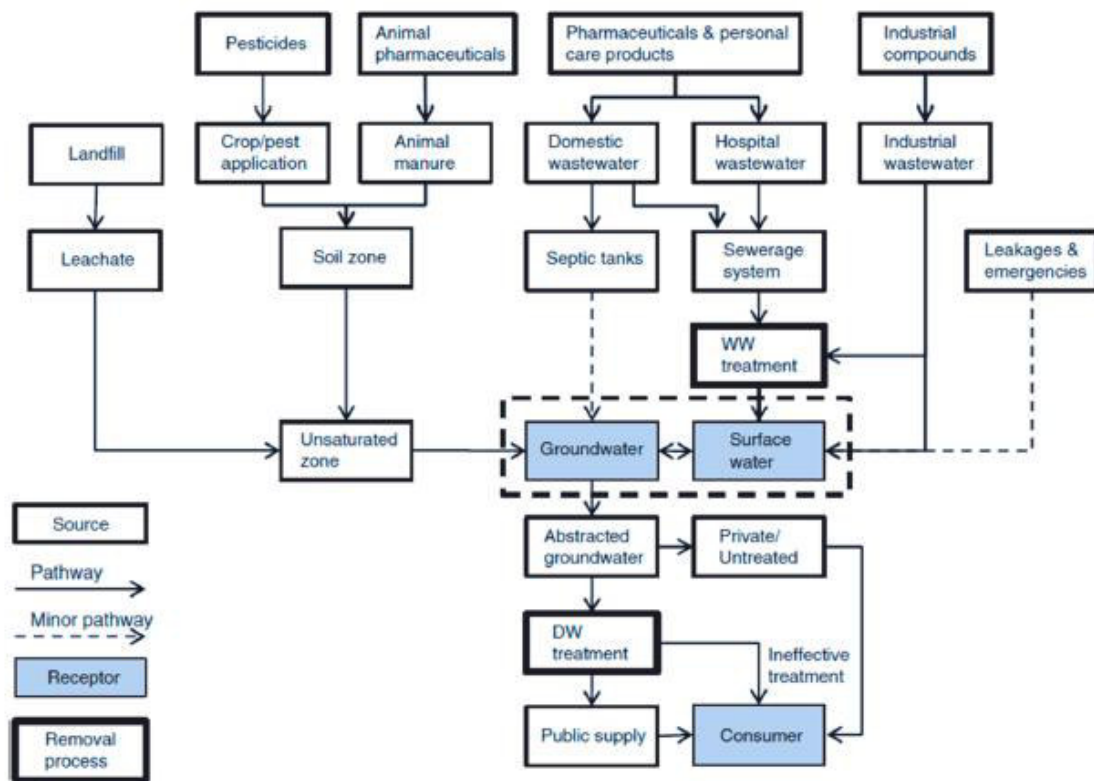 Pesticides
Animal
pharmaceuticals
Pharmaceuticals & personal
care products
Industrial
compounds
Landfill
Crop/pest
application
Animal
manure
Domestic
wastewater
Hospital
wastewater
Industrial
wastewater
Leachate
Soil zone
Septic tanks
Sewerage
system
Leakages &
emergencies
WW
treatment
Unsaturated
zone
Groundwater
Surface
water
Source
Pathway
Minor pathway
Receptor
Removal
process
Abstracted
groundwater
Private/
Untreated
DW
treatment
Ineffective
treatment
Public supply
Consumer